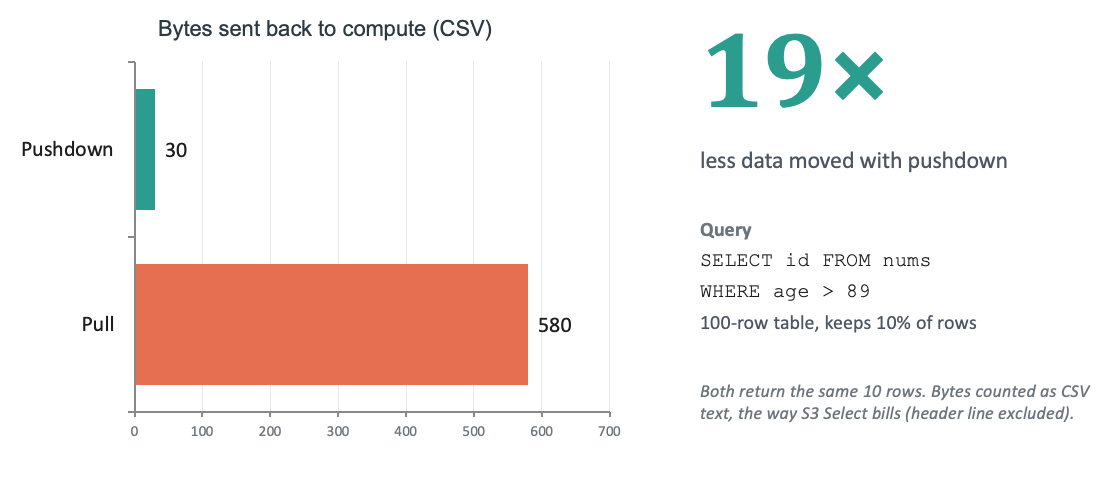 Bytes sent back to compute (CSV)
Pushdown
30
Pull
580
0 100 200 300 400 500 600 700
19×
less data moved with pushdown
Query
SELECT id FROM nums
WHERE age > 89
100-row table, keeps 10% of rows
Both return the same 10 rows. Bytes counted as CSV
text, the way S3 Select bills (header line excluded).